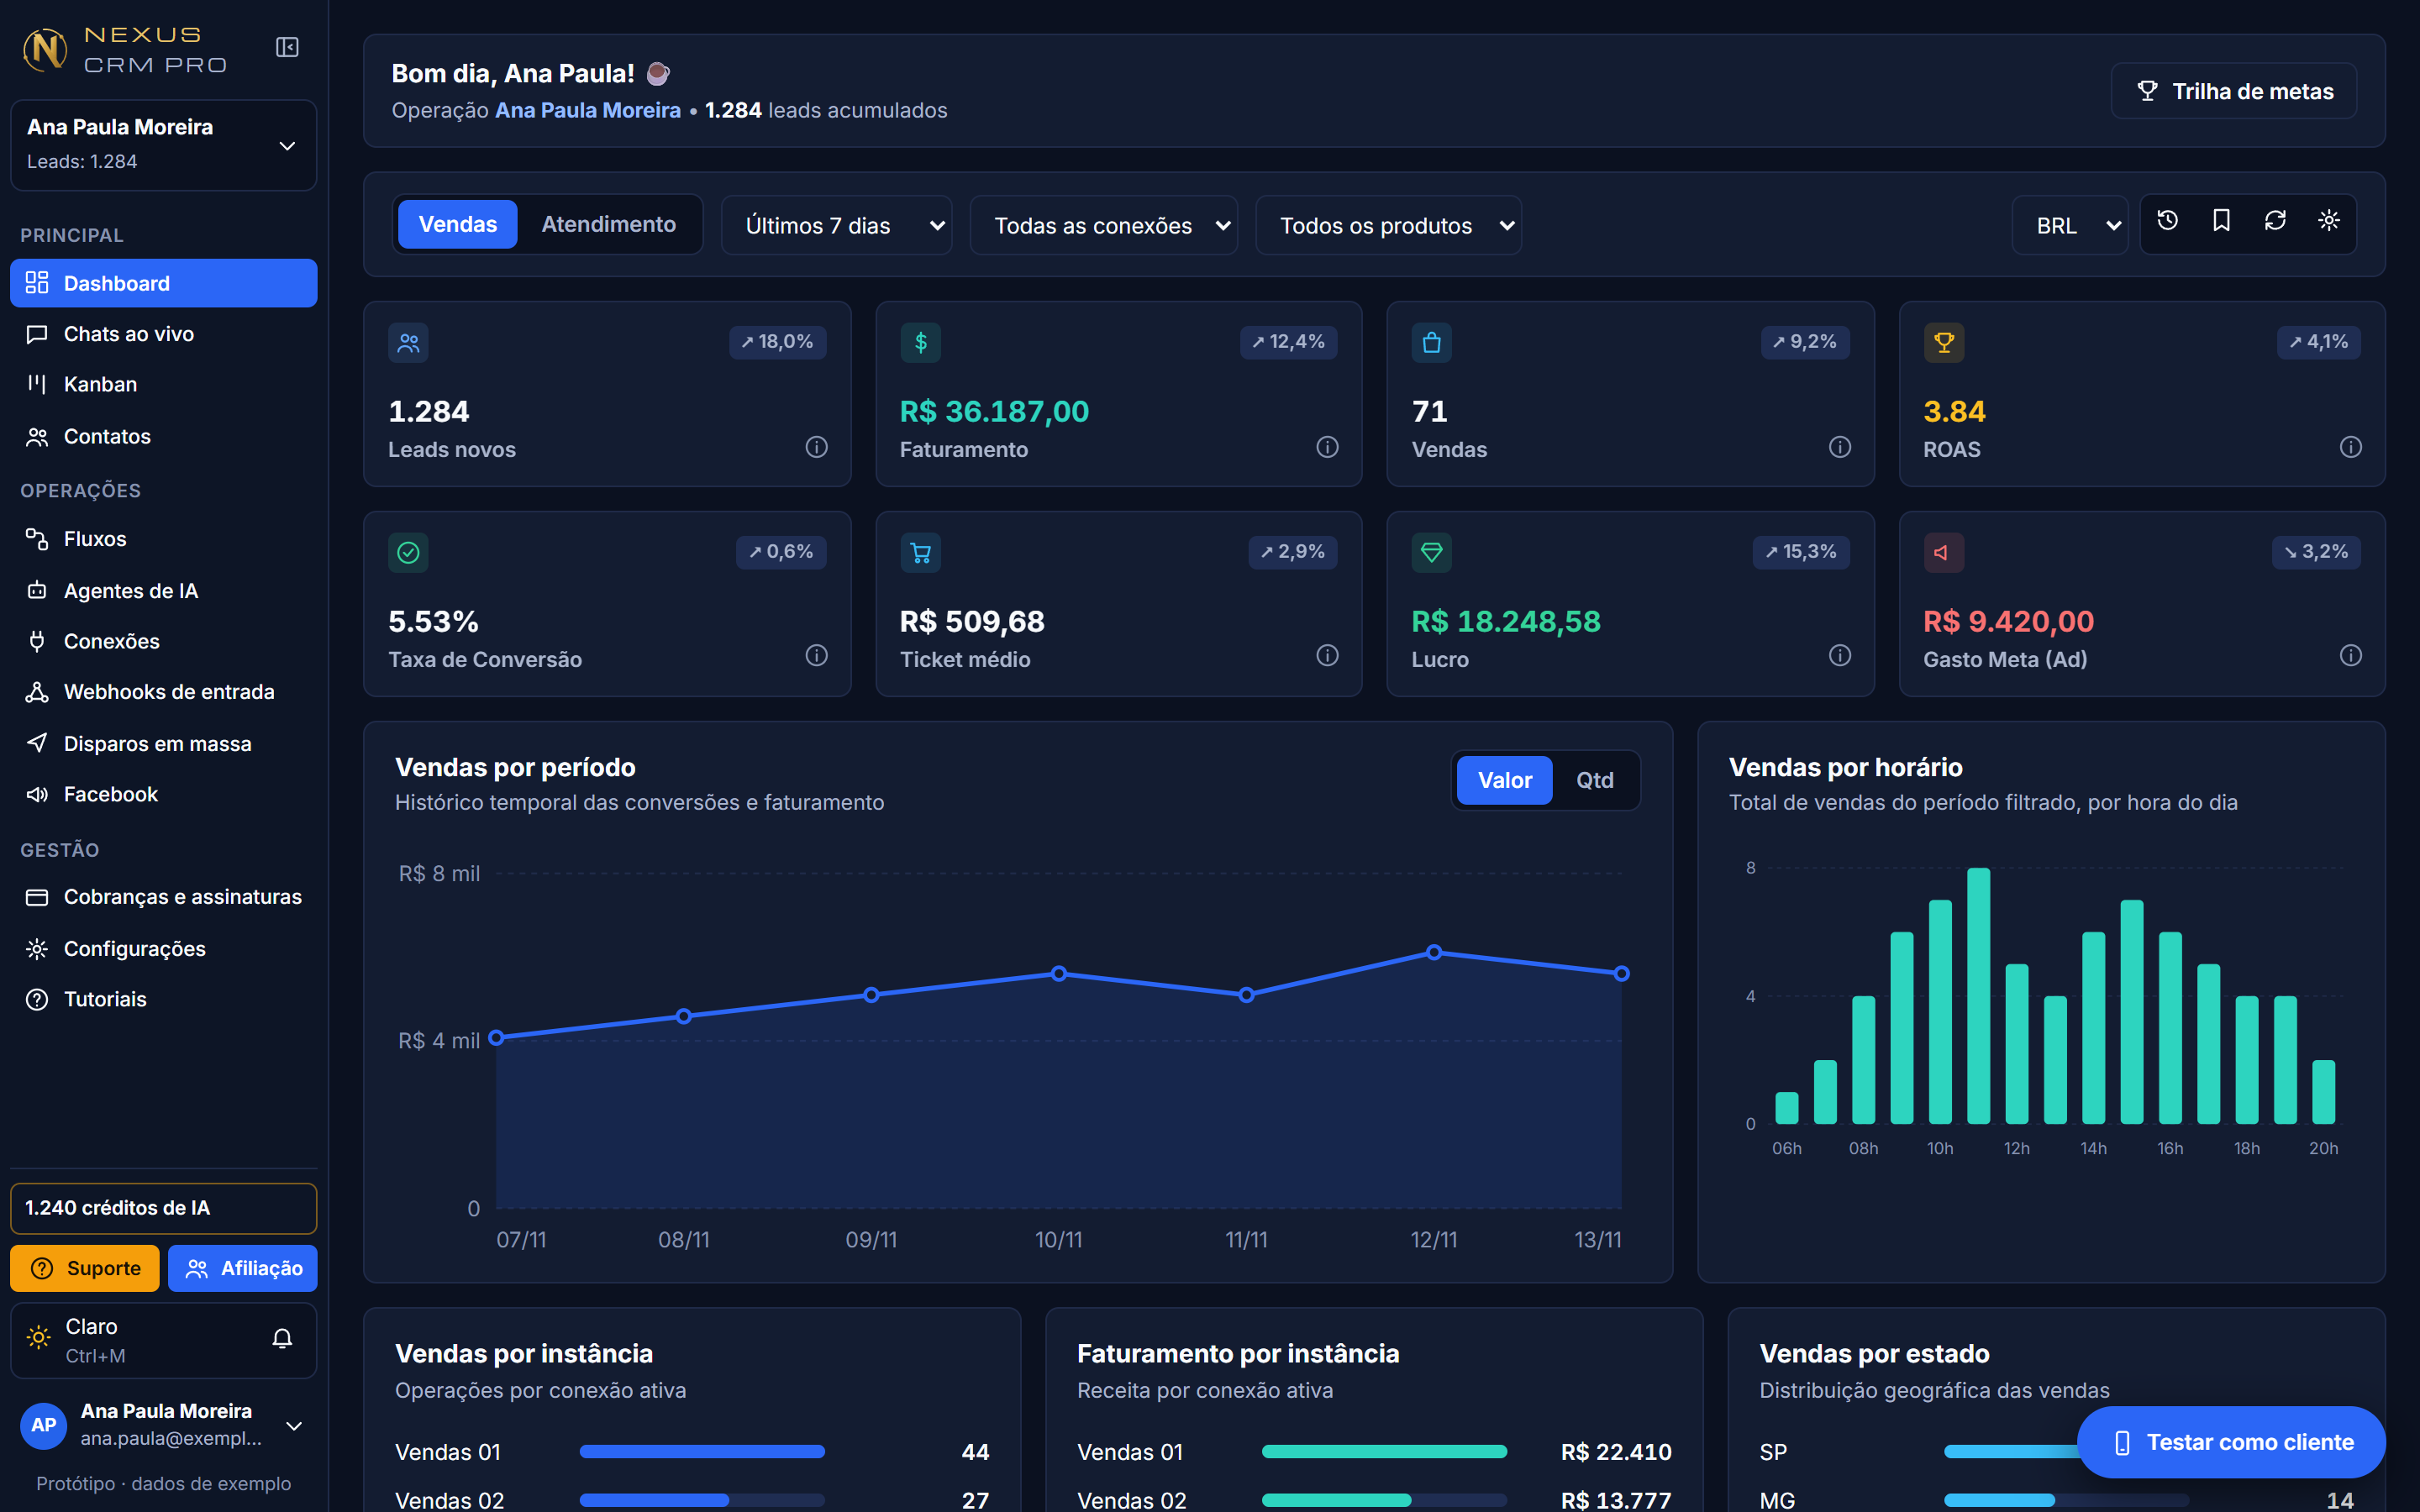 NEXUS
CRM PRO
Ana Paula Moreira
Leads: 1.284
PRINCIPAL
Dashboard
Chats ao vivo
Kanban
Contatos
OPERAÇÕES
Fluxos
Agentes de IA
Conexões
Webhooks de entrada
Disparos em massa
Facebook
GESTÃO
Cobranças e assinaturas
Configurações
Tutoriais
1.240 créditos de IA
Suporte
Afiliação
Claro
Ctrl+M
AP
Ana Paula Moreira
ana.paula@exempl...
Protótipo · dados de exemplo
Bom dia, Ana Paula!
Operação Ana Paula Moreira • 1.284 leads acumulados
Trilha de metas
Vendas
Atendimento
Últimos 7 dias
Todas as conexões
Todos os produtos
BRL
↗ 18,0%
1.284
Leads novos
↗ 12,4%
R$ 36.187,00
Faturamento
↗ 9,2%
71
Vendas
↗ 4,1%
3.84
ROAS
↗ 0,6%
5.53%
Taxa de Conversão
↗ 2,9%
R$ 509,68
Ticket médio
↗ 15,3%
R$ 18.248,58
Lucro
↘ 3,2%
R$ 9.420,00
Gasto Meta (Ad)
Vendas por período
Histórico temporal das conversões e faturamento
Valor
Qtd
R$ 8 mil
R$ 4 mil
0
07/11 08/11 09/11 10/11 11/11 12/11 13/11
Vendas por horário
Total de vendas do período filtrado, por hora do dia
8
4
0
06h 08h 10h 12h 14h 16h 18h 20h
Vendas por instância
Operações por conexão ativa
Vendas 01 44
Vendas 02 27
Faturamento por instância
Receita por conexão ativa
Vendas 01 R$ 22.410
Vendas 02 R$ 13.777
Vendas por estado
Distribuição geográfica das vendas
SP
MG 14
Testar como cliente